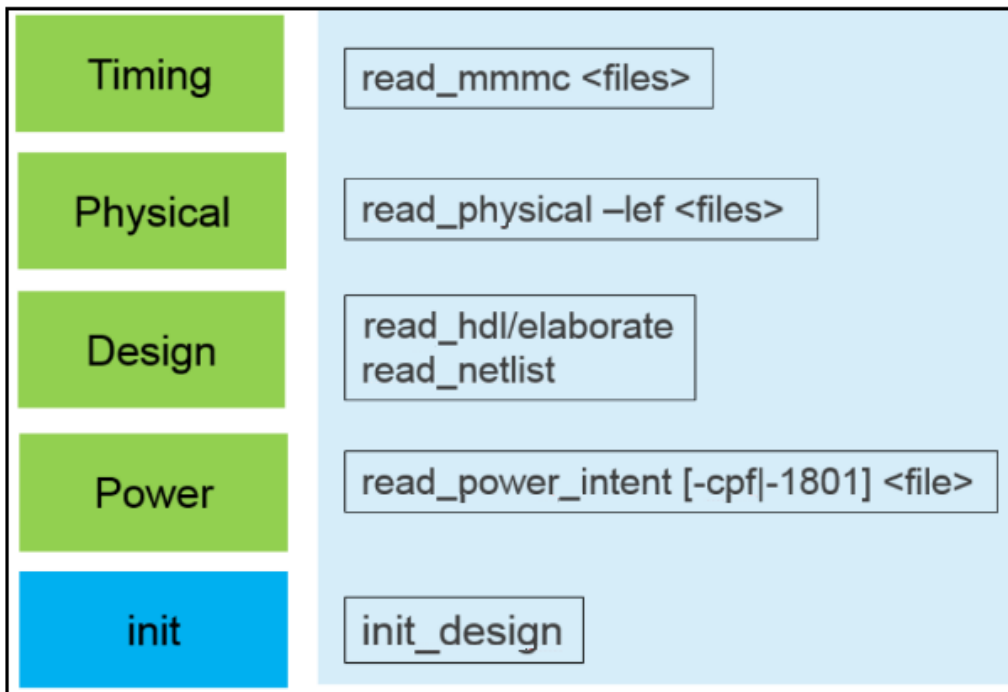 Timing
read_mmmc <files>
Physical
read_physical –lef <files>
Design
read_hdl/elaborate
read_netlist
Power
read_power_intent [-cpf|-1801] <file>
init
init_design